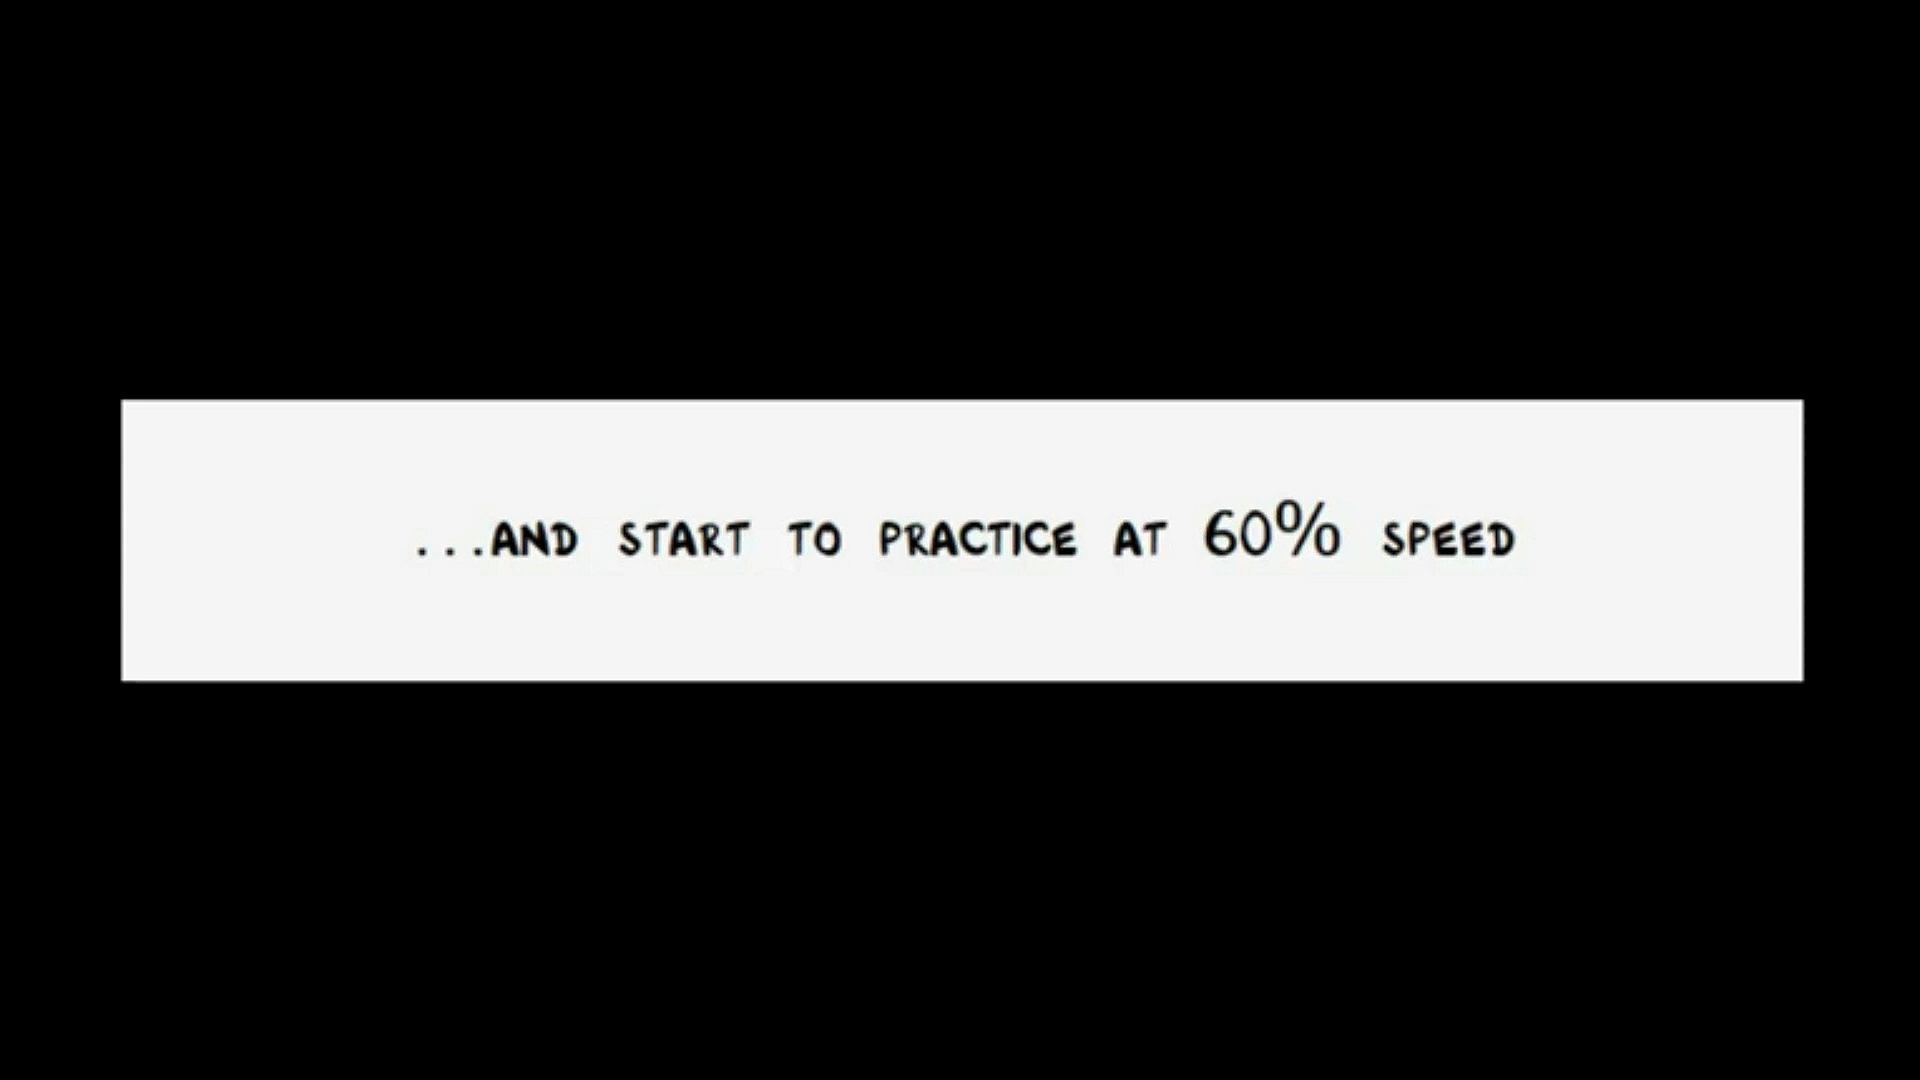 ...AND START TO PRACTICE AT 60% SPEED